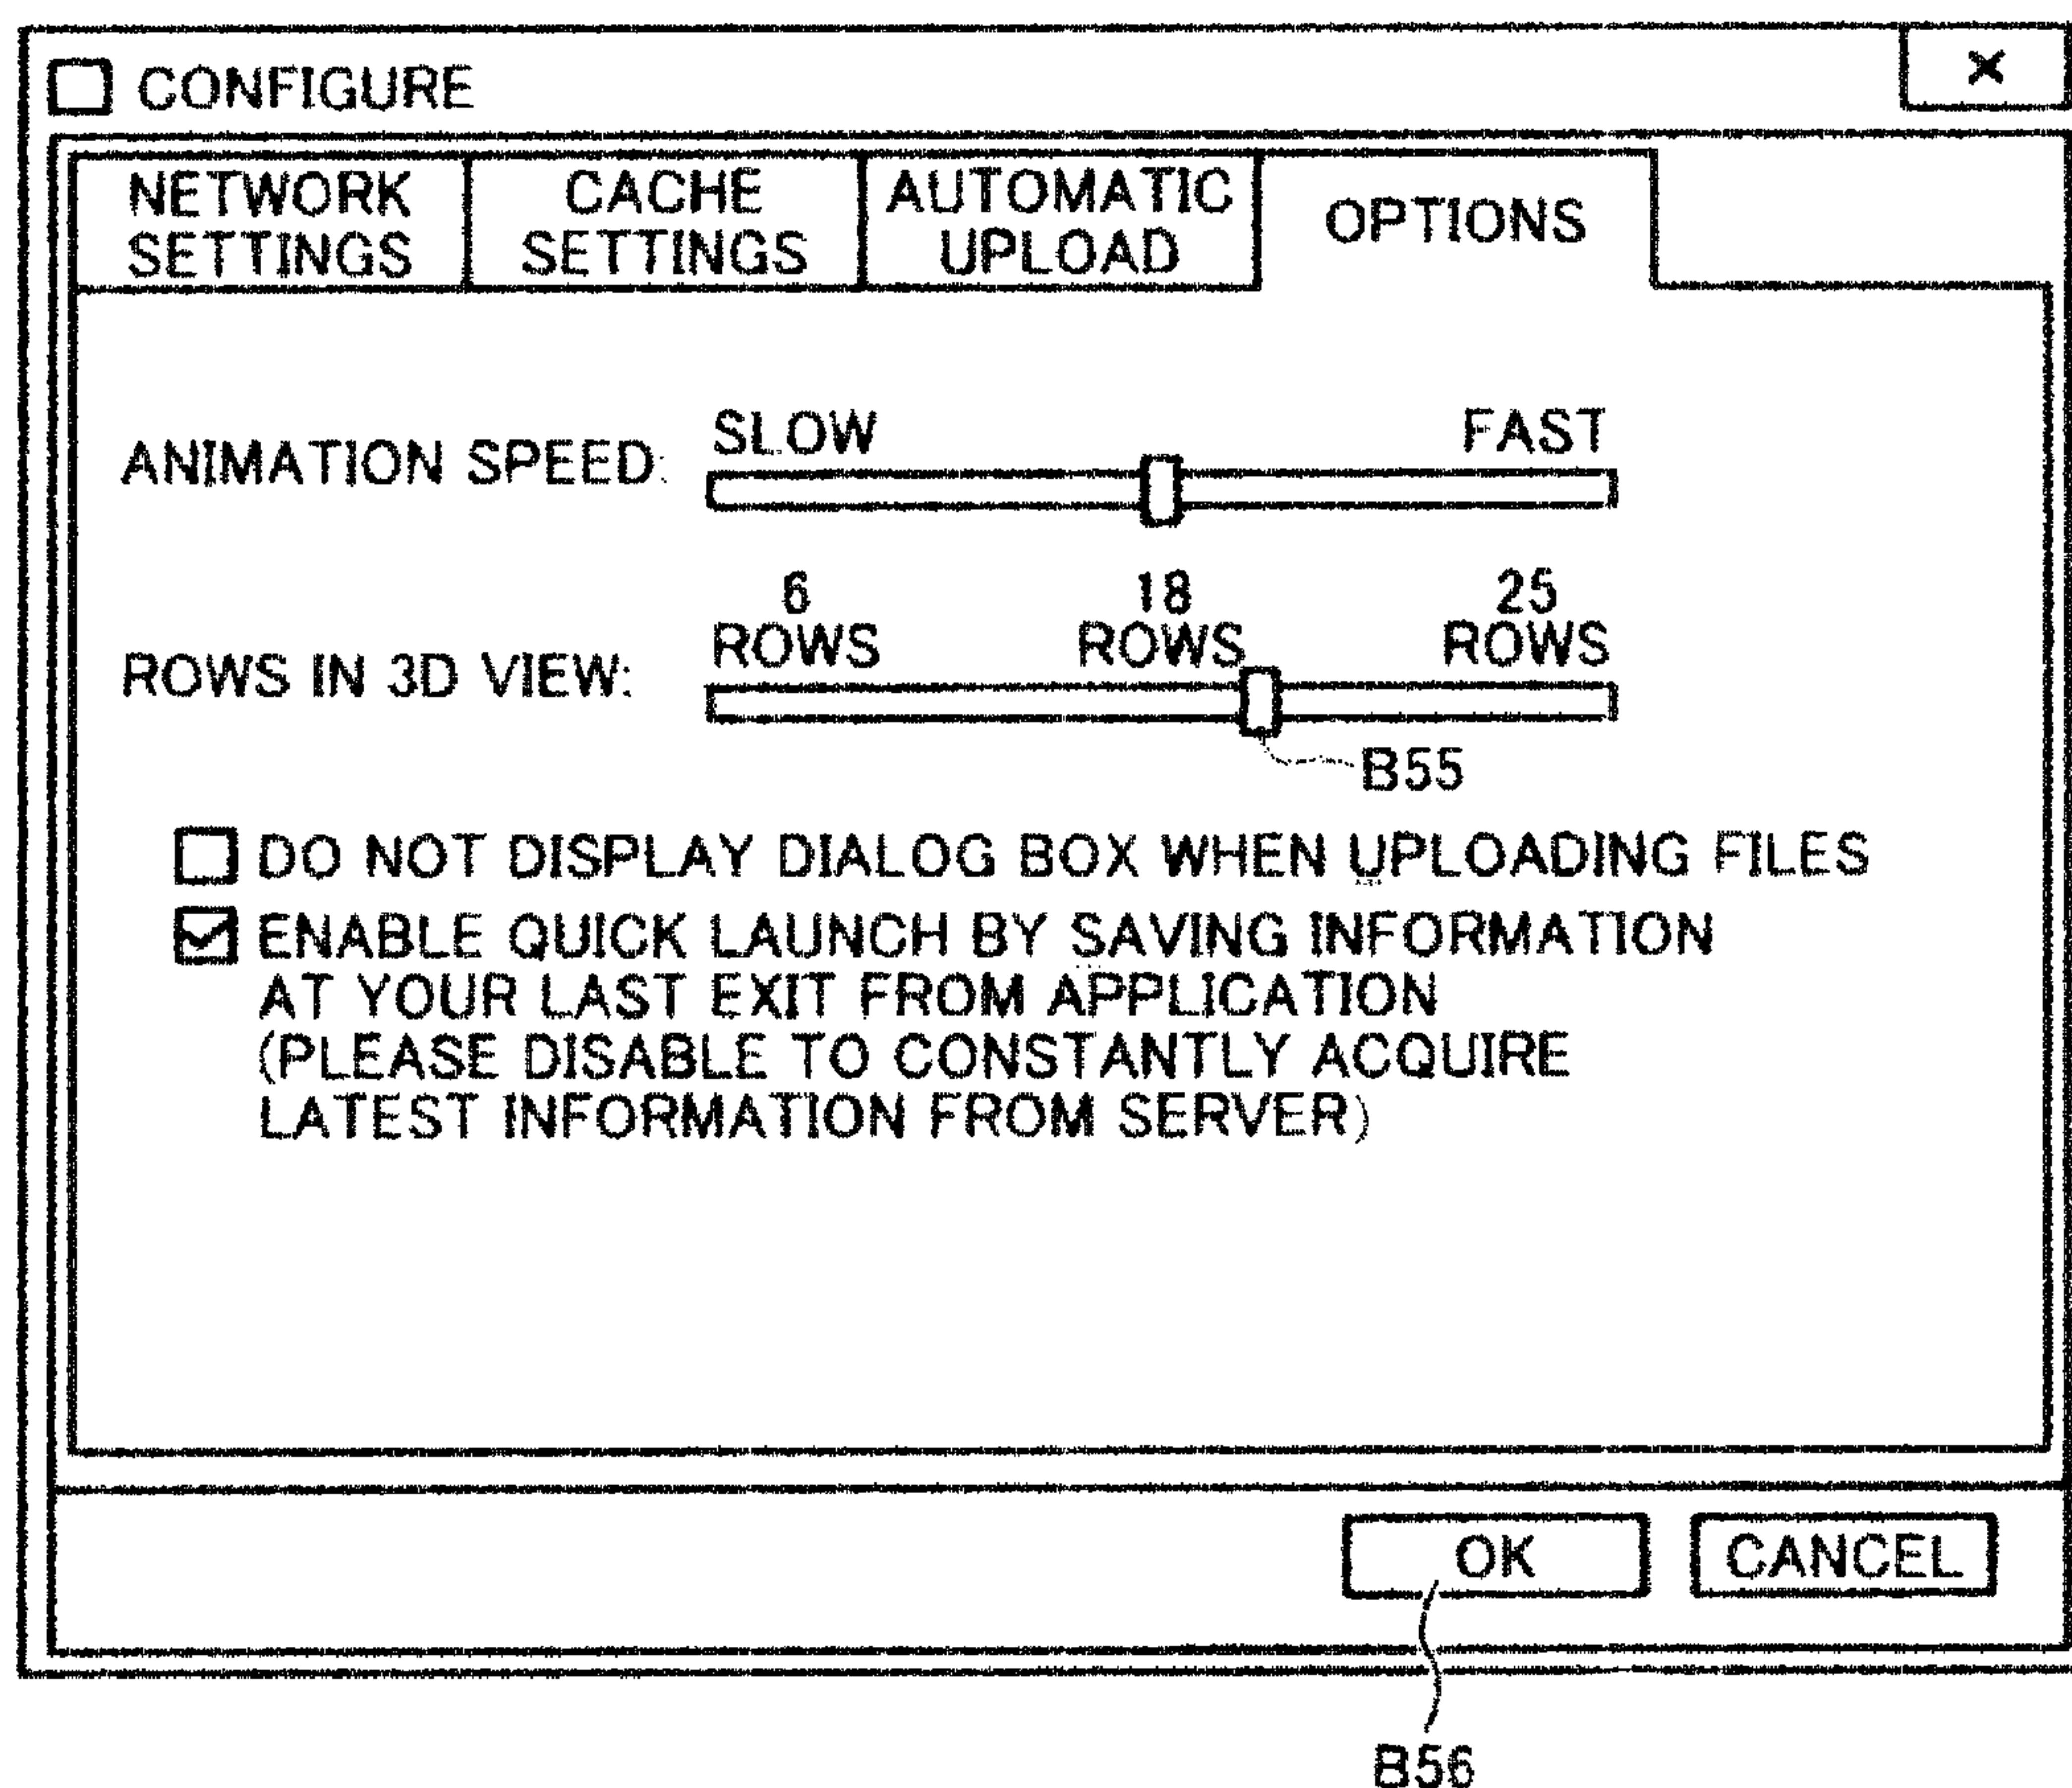 CONFIGURE ×
NETWORK SETTINGS
CACHE SETTINGS
AUTOMATIC UPLOAD
OPTIONS
SLOW FAST
ANIMATION SPEED:
6 ROWS
18 ROWS
25 ROWS
ROWS IN 3D VIEW:
B55
DO NOT DISPLAY DIALOG BOX WHEN UPLOADING FILES
ENABLE QUICK LAUNCH BY SAVING INFORMATION
AT YOUR LAST EXIT FROM APPLICATION
(PLEASE DISABLE TO CONSTANTLY ACQUIRE
LATEST INFORMATION FROM SERVER)
OK CANCEL
B56